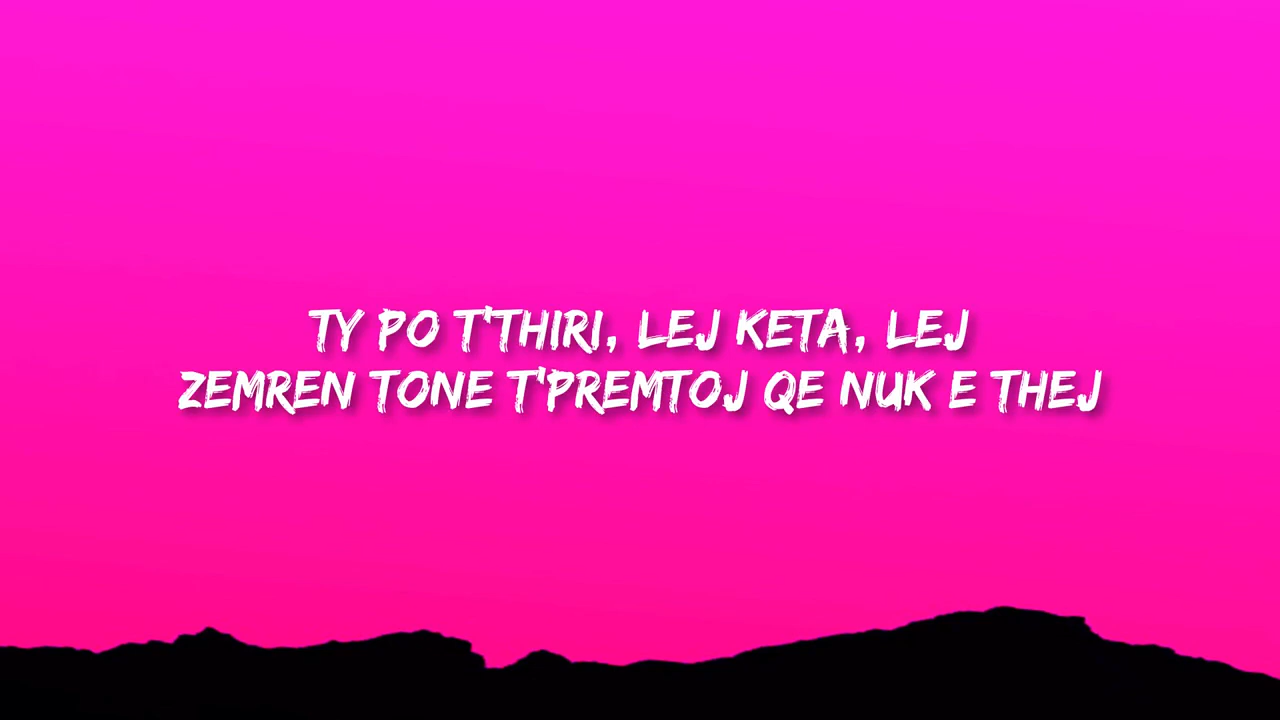 TY PO T'THIRI, LEJ KETA, LEJ
ZEMREN TONE T'PREMTOJ QE NUK E THEJ